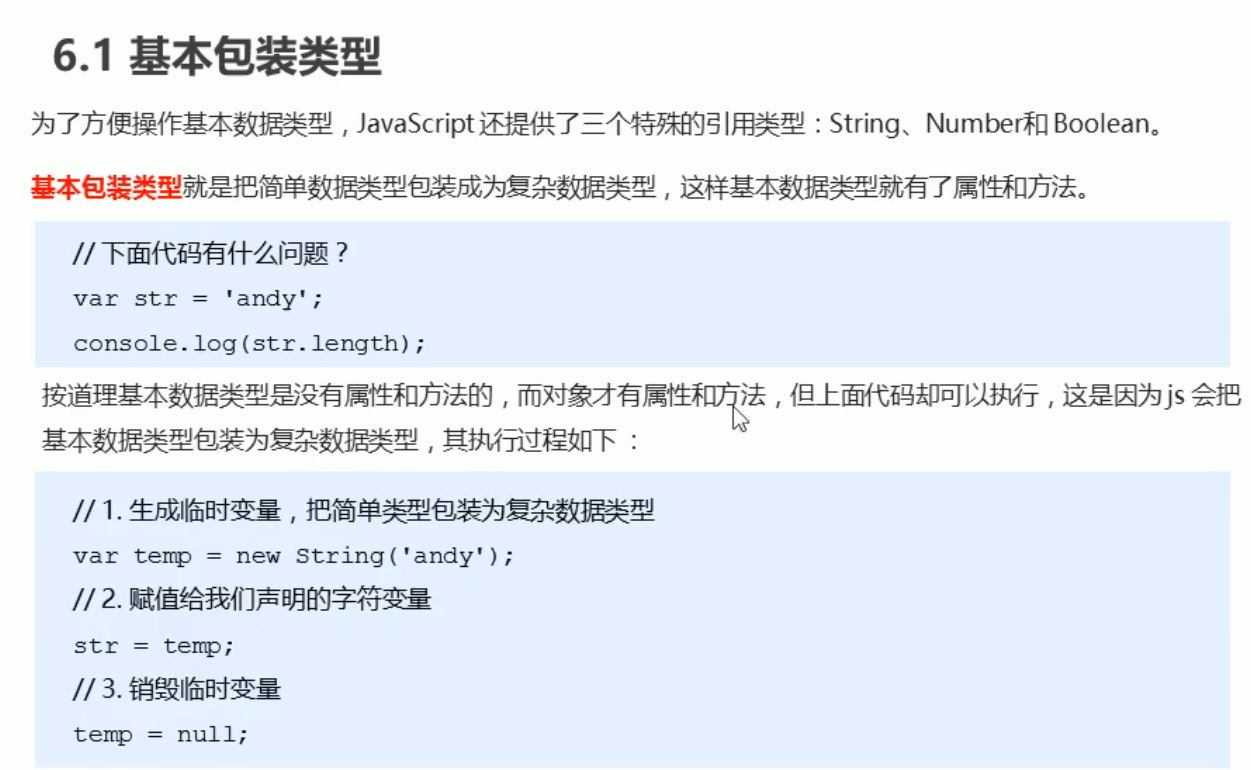 6.1 基本包装类型
为了方便操作基本数据类型，JavaScript 还提供了三个特殊的引用类型：String、Number和 Boolean。
基本包装类型就是把简单数据类型包装成为复杂数据类型，这样基本数据类型就有了属性和方法。
// 下面代码有什么问题？
var str = 'andy';
console.log(str.length);
按道理基本数据类型是没有属性和方法的，而对象才有属性和方法，但上面代码却可以执行，这是因为 js 会把
基本数据类型包装为复杂数据类型，其执行过程如下 ：
// 1. 生成临时变量，把简单类型包装为复杂数据类型
var temp = new String('andy');
// 2. 赋值给我们声明的字符变量
str = temp;
// 3. 销毁临时变量
temp = null;